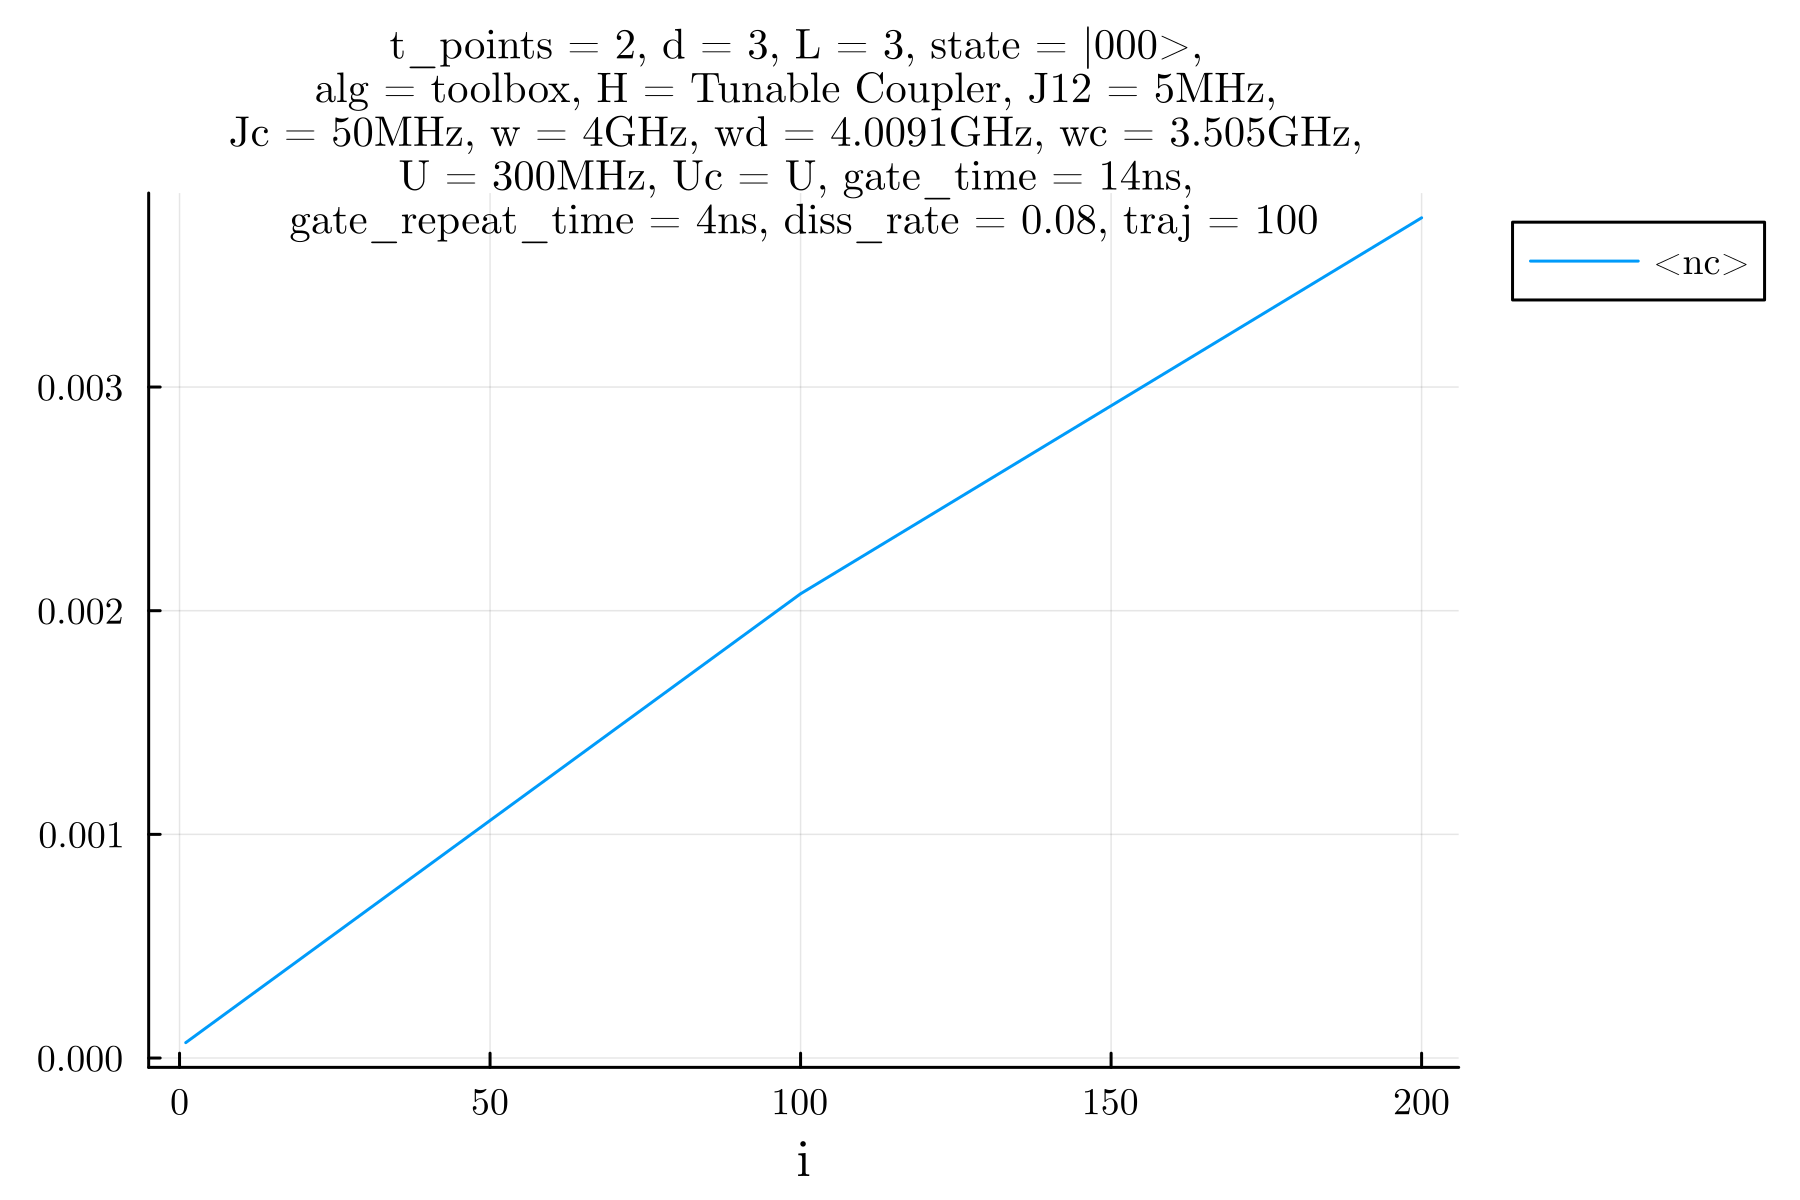 t_points = 2, d = 3, L = 3, state = |000>,
alg = toolbox, H = Tunable Coupler, J12 = 5MHz,
Jc = 50MHz, w = 4GHz, wd = 4.0091GHz, wc = 3.505GHz,
U = 300MHz, Uc = U, gate_time = 14ns,
gate_repeat_time = 4ns, diss_rate = 0.08, traj = 100
<nc>
0.003
0.002
0.001
0.000
0 50 100 150 200
i